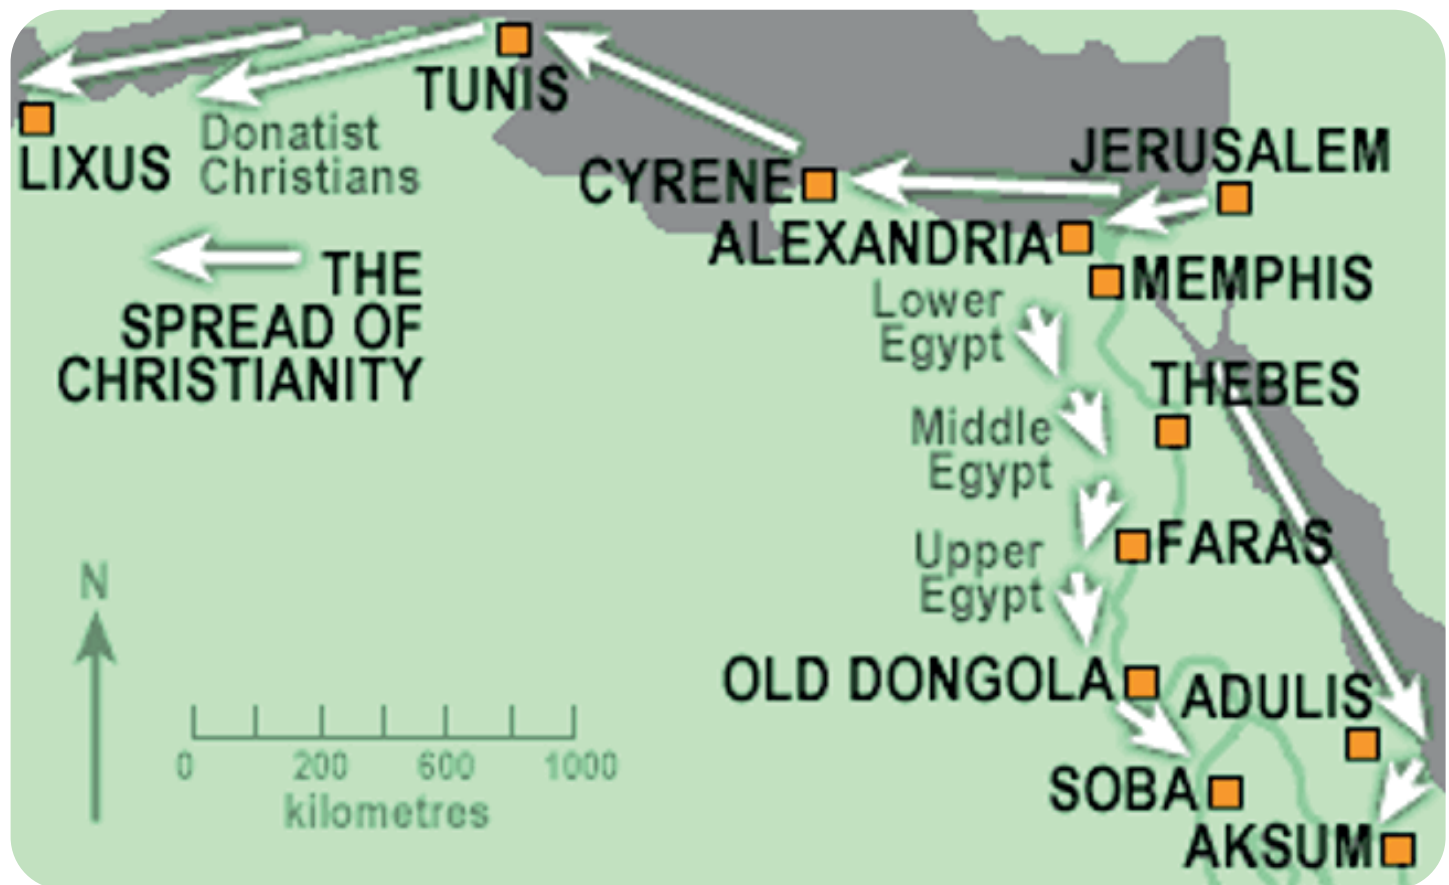 TUNIS
LIXUS
Donatist
Christians
JERUSALEM
CYRENE
ALEXANDRIA
MEMPHIS
THE
SPREAD OF
CHRISTIANITY
Lower
Egypt
THEBES
Middle
Egypt
FARAS
Upper
Egypt
N
OLD DONGOLA
ADULIS
0 200 600 1000
kilometres
SOBA
AKSUM